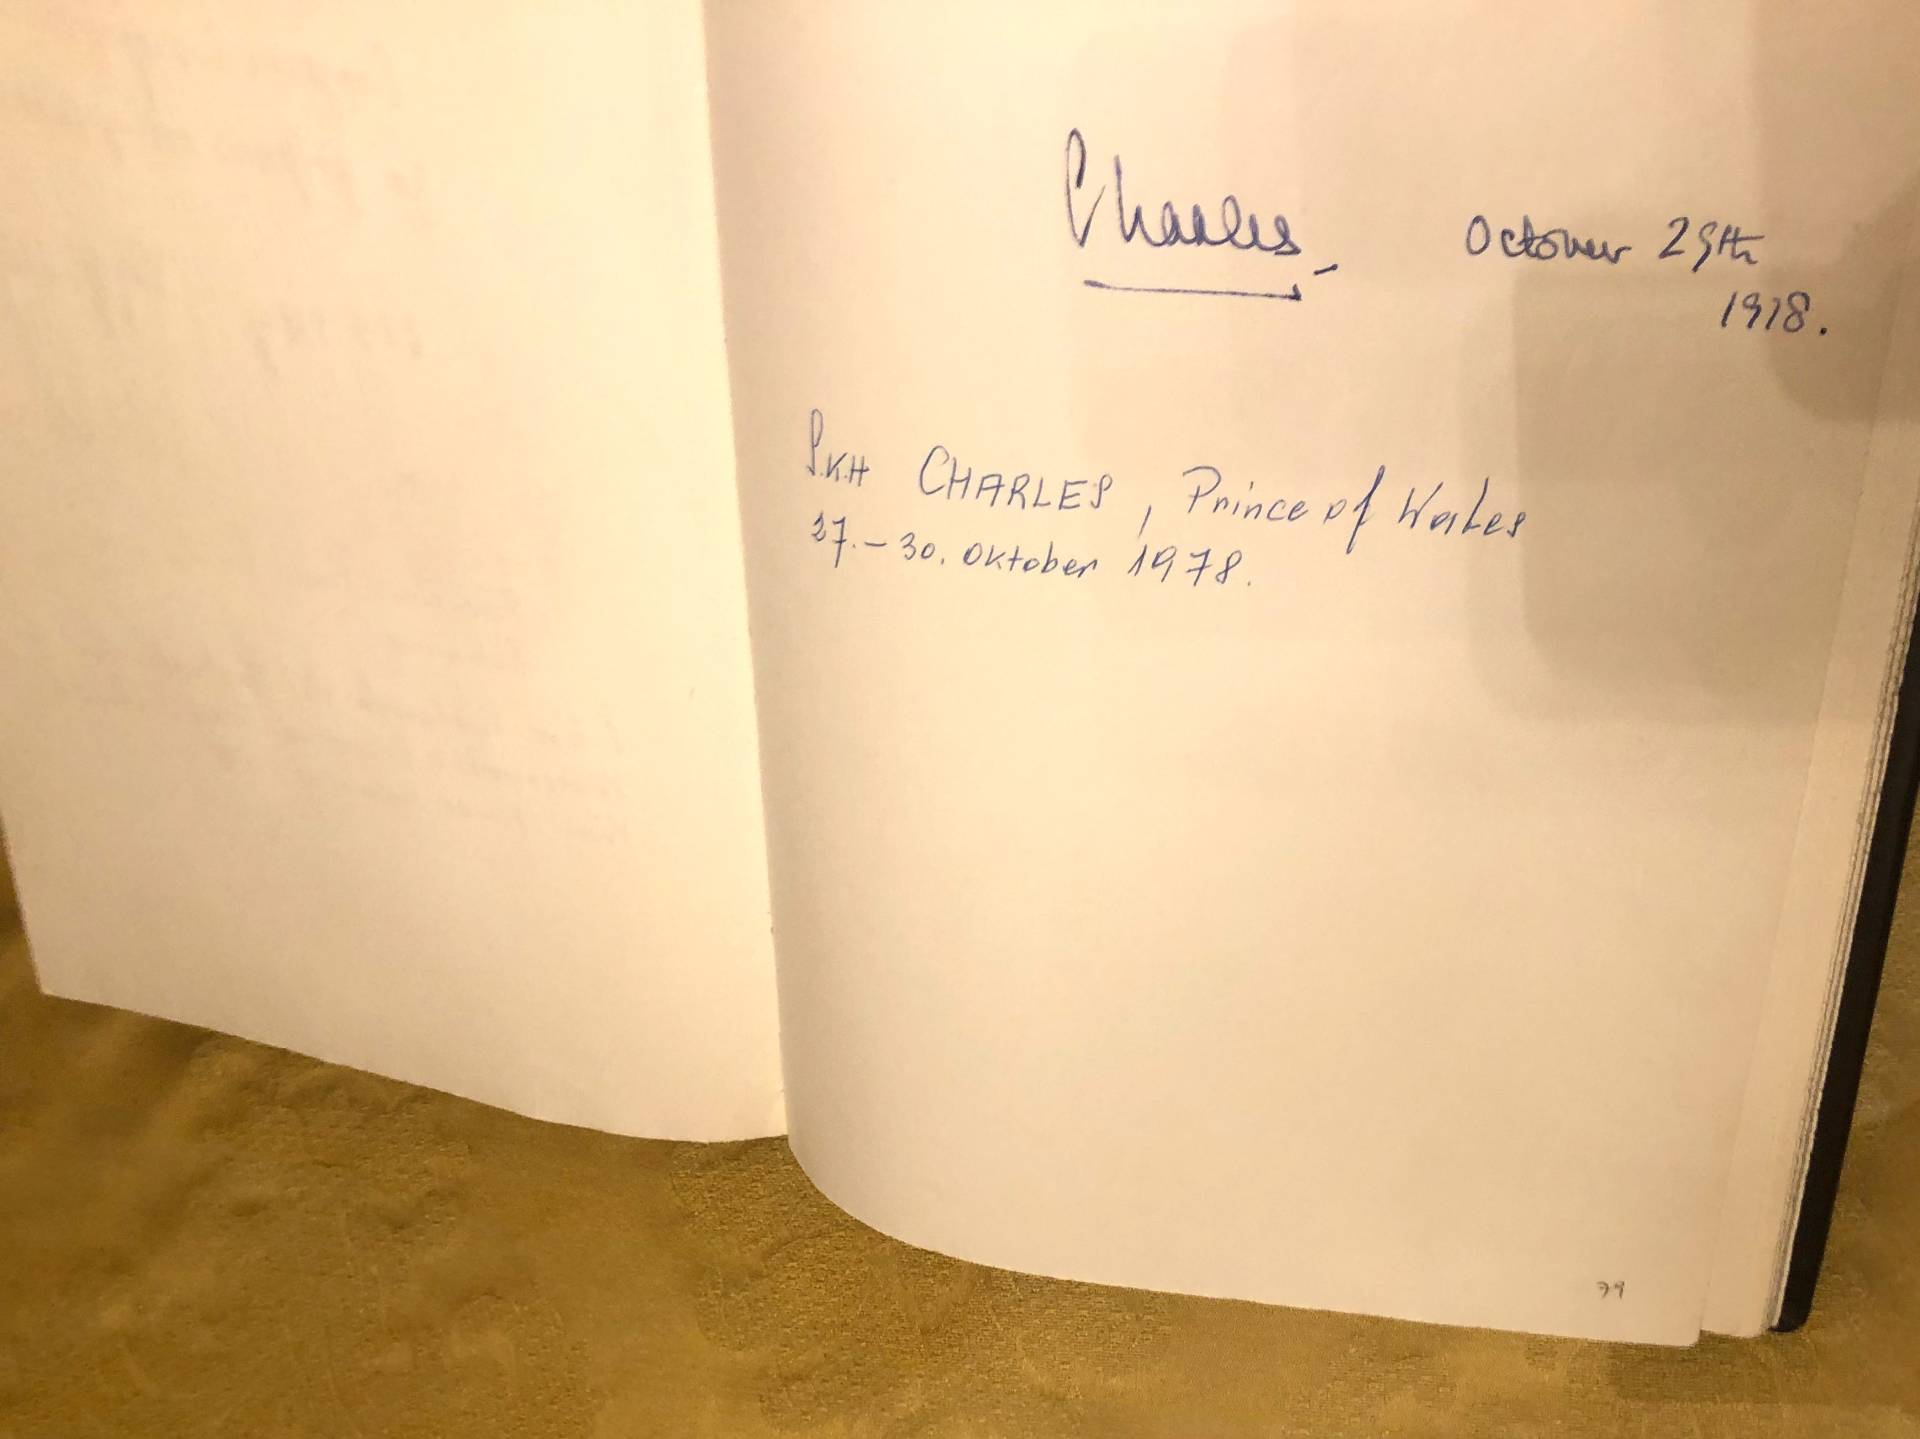 Charles. October 29th
1978.
S.K.H CHARLES, Prince of Wales
27.-30. Oktober 1978.
79